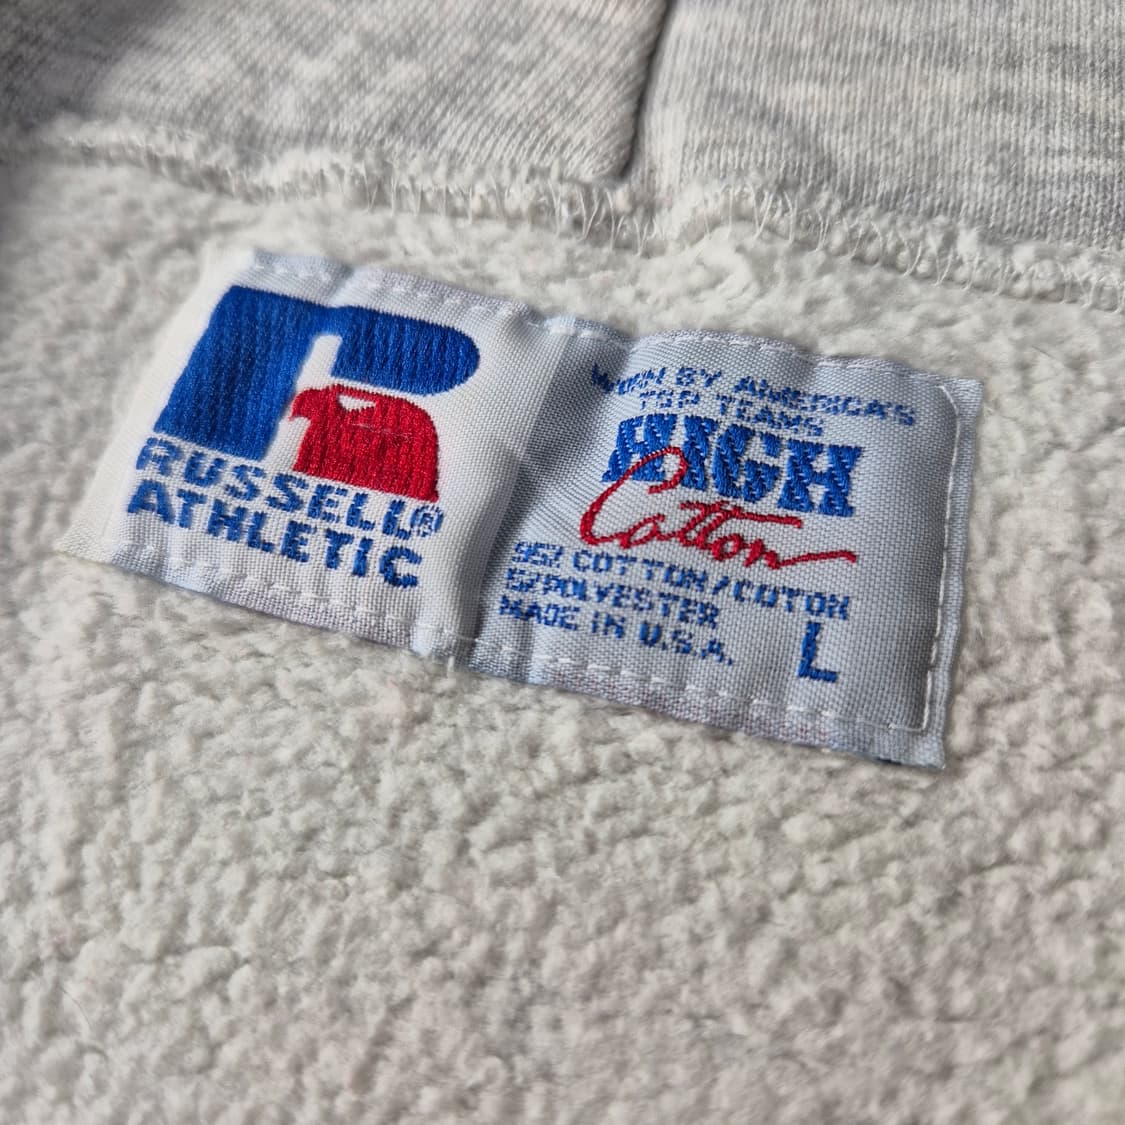 RUSSELL®
ATHLETIC
WORN BY AMERICA'S
TOP TEAMS
HIGH
Cotton
95% COTTON/COTON
5% POLYESTER
MADE IN U.S.A.
L